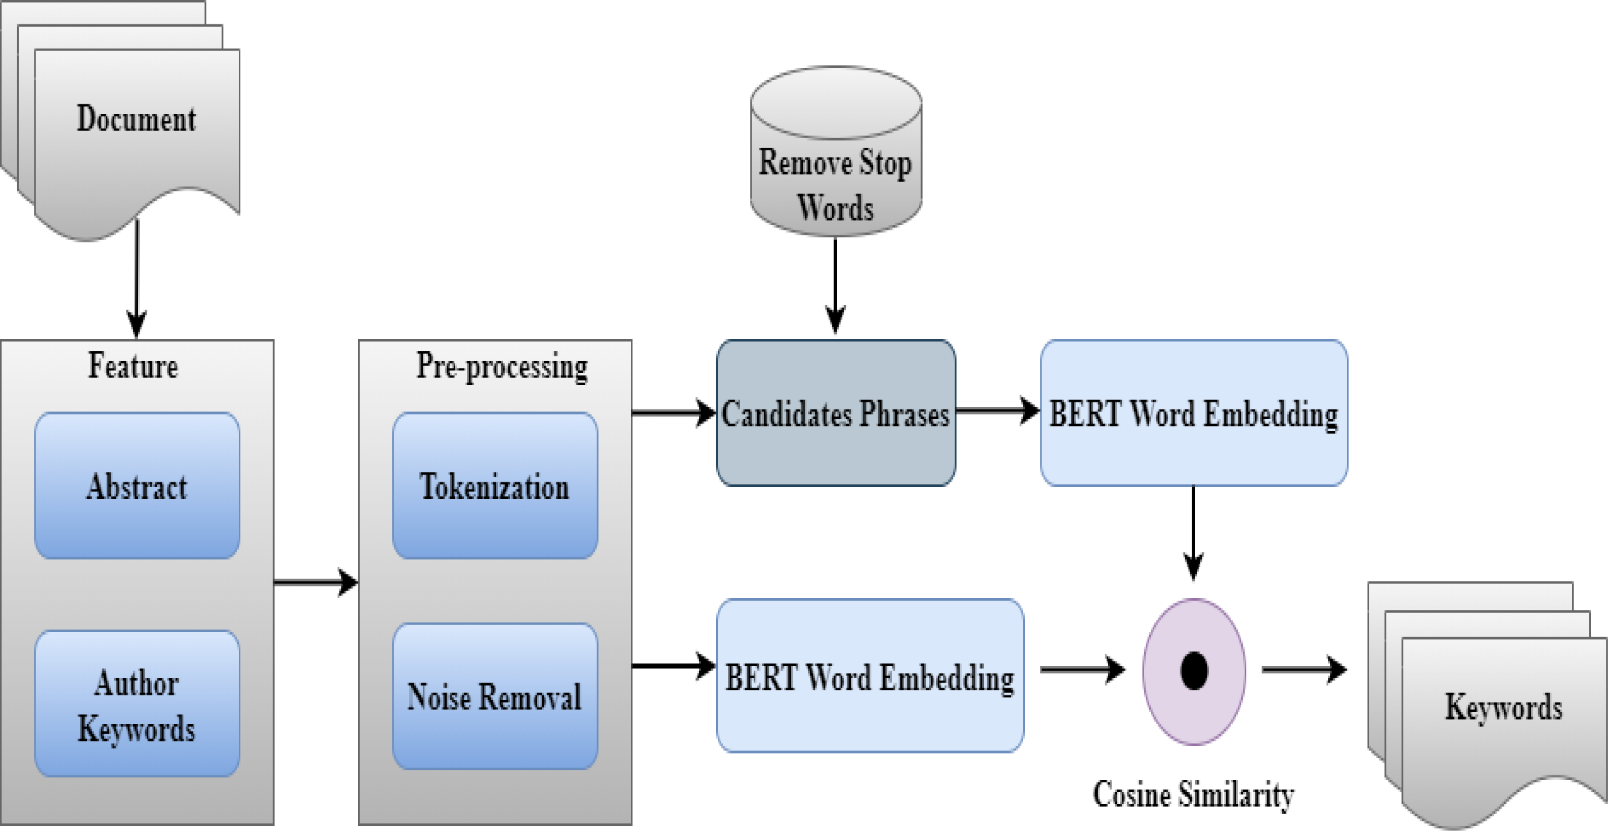 Document
Remove Stop
Words
Feature
Abstract
Author
Keywords
Pre-processing
Tokenization
Noise Removal
Candidates Phrases
BERT Word Embedding
BERT Word Embedding
Cosine Similarity
Keywords